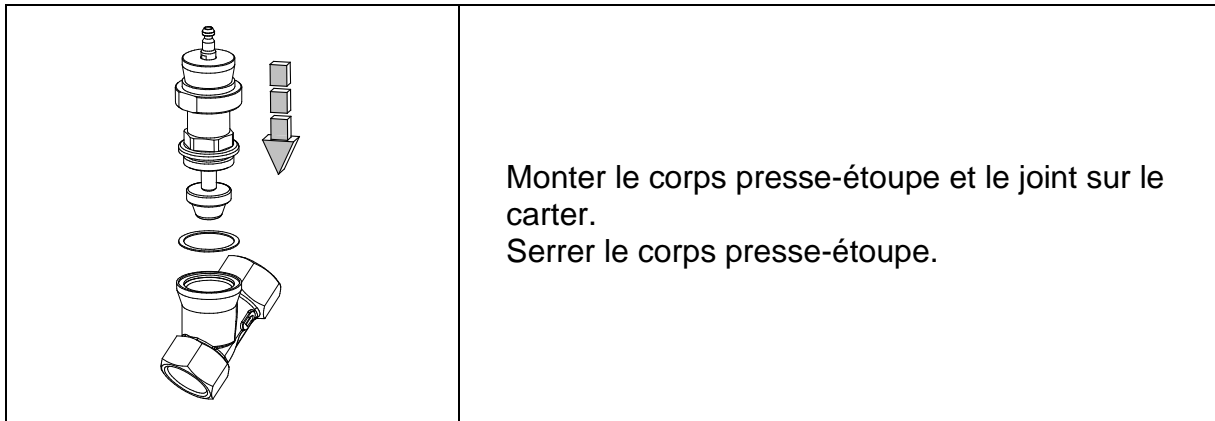 Monter le corps presse-étoupe et le joint sur le
carter.
Serrer le corps presse-étoupe.